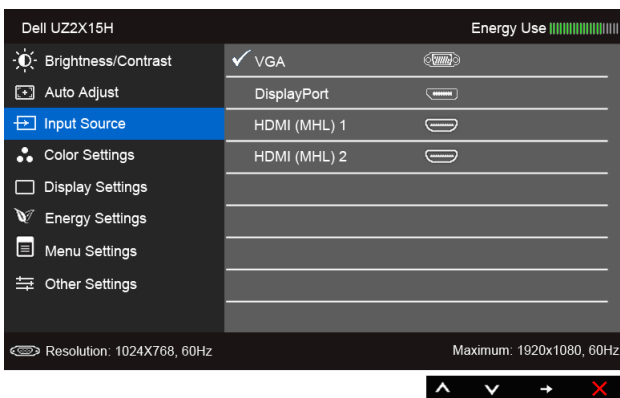 Dell UZ2X15H Energy Use
Brightness/Contrast
Auto Adjust
Input Source
Color Settings
Display Settings
Energy Settings
Menu Settings
Other Settings
VGA
DisplayPort
HDMI (MHL) 1
HDMI (MHL) 2
Resolution: 1024X768, 60Hz
Maximum: 1920x1080, 60Hz